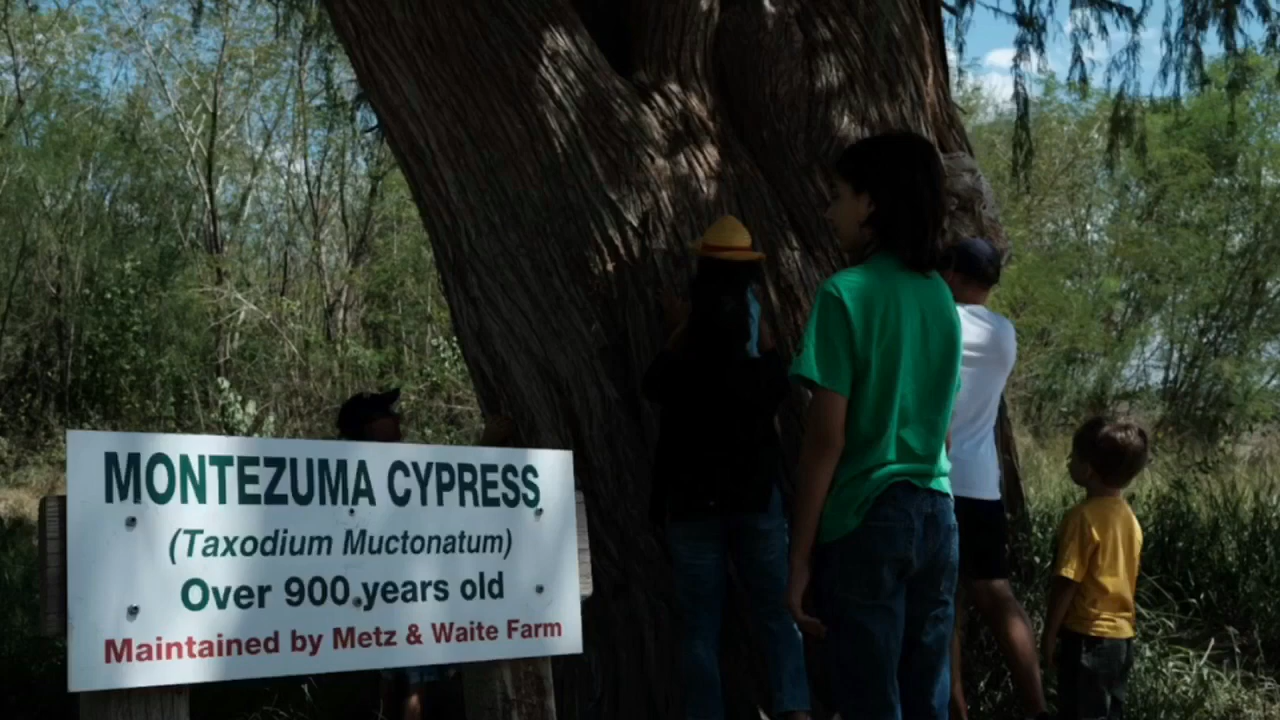 MONTEZUMA CYPRESS
(Taxodium Muctonatum)
Over 900 years old
Maintained by Metz & Waite Farm